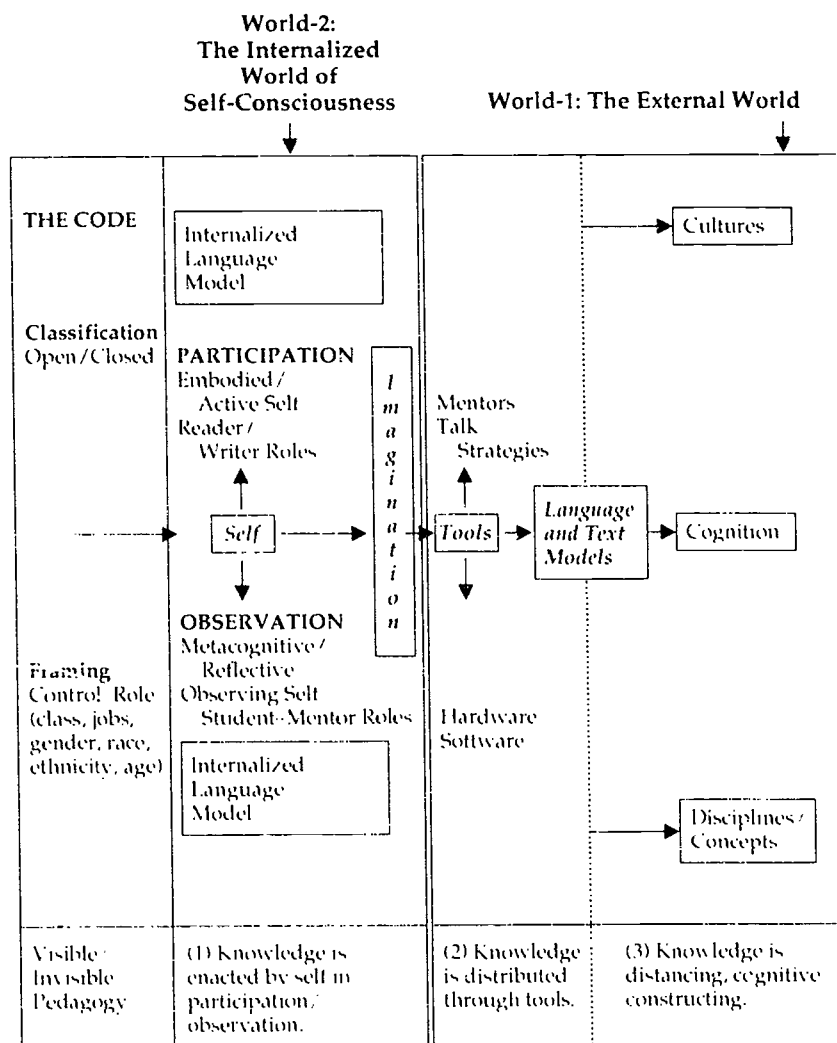 World-2:
The Internalized
World of
Self-Consciousness
World-1: The External World
THE CODE
Classification
Open/Closed
Framing
Control Role
(class, jobs,
gender, race,
ethnicity, age)
Visible/
Invisible
Pedagogy
Internalized
Language
Model
PARTICIPATION
Embodied/
Active Self
Reader/
Writer Roles
Self
OBSERVATION
Metacognitive/
Reflective
Observing Self
Student-Mentor Roles
Internalized
Language
Model
Imagination
(1) Knowledge is
enacted by self in
participation/
observation.
Mentors
Talk
Strategies
Tools
Hardware
Software
(2) Knowledge
is distributed
through tools.
Language
and Text
Models
Cultures
Cognition
Disciplines/
Concepts
(3) Knowledge is
distancing, cognitive
constructing.